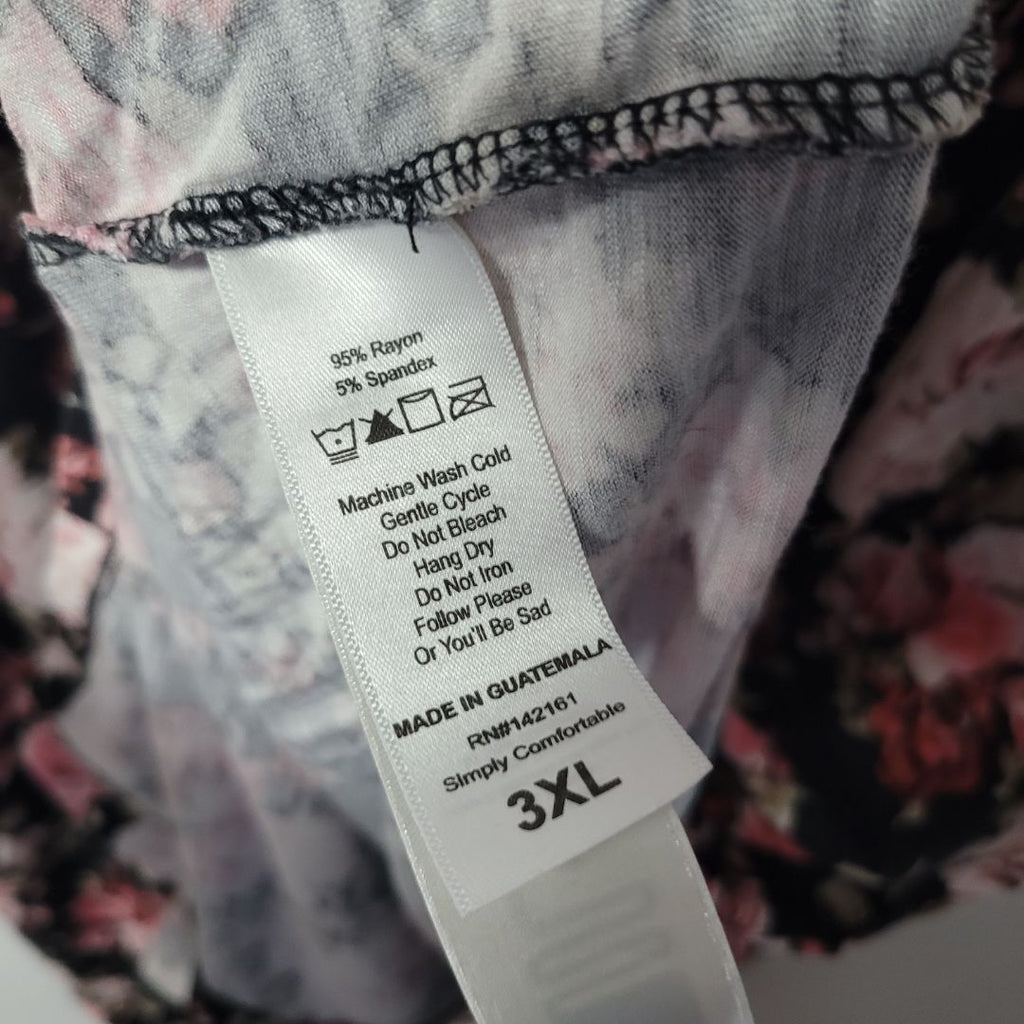 95% Rayon
5% Spandex
Machine Wash Cold
Gentle Cycle
Do Not Bleach
Hang Dry
Do Not Iron
Follow Please
Or You'll Be Sad
MADE IN GUATEMALA
RN#142161
Simply Comfortable
3XL